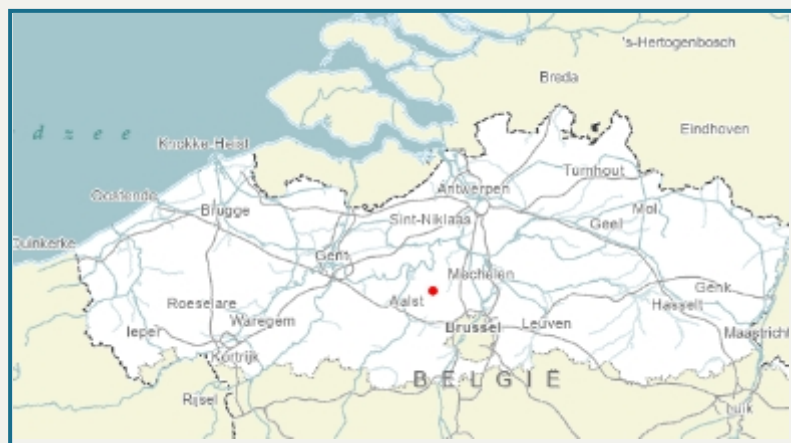 's-Hertogenbosch
Breda
d z e e
Eindhoven
Knokke-Heist
Turnhout
Antwerpen
Oostende
Mol
Brugge
Sint-Niklaas
Geel
Duinkerke
Gent
Mechelen
Genk
Roeselare
Aalst
Hasselt
Ieper
Waregem
Brussel
Leuven
Maastricht
Kortrijk
BELGIË
Rijsel
Luik